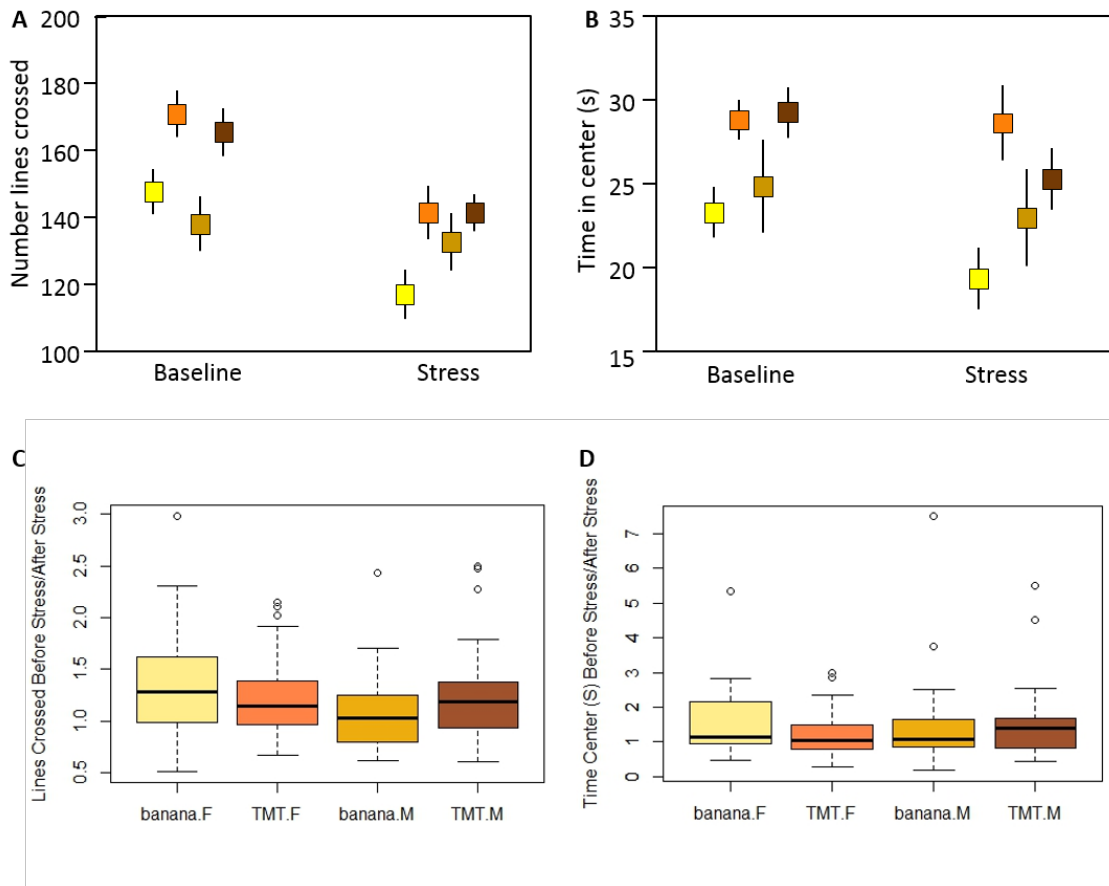 A
Number lines crossed
200
180
160
140
120
100
Baseline
Stress
B
Time in center (s)
35
30
25
20
15
Baseline
Stress
C
Lines Crossed Before Stress/After Stress
3.0
2.5
2.0
1.5
1.0
0.5
banana.F
TMT.F
banana.M
TMT.M
D
Time Center (S) Before Stress/After Stress
7
6
5
4
3
2
1
0
banana.F
TMT.F
banana.M
TMT.M